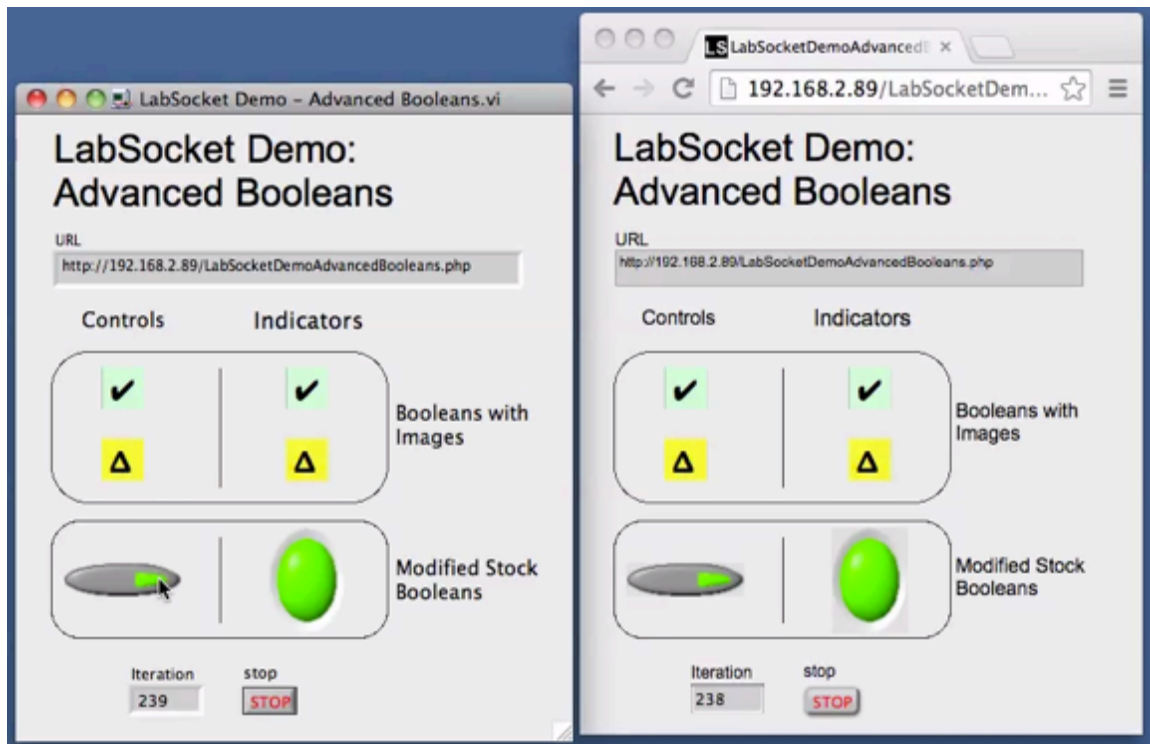 LabSocket Demo – Advanced Booleans.vi
LabSocket Demo:
Advanced Booleans
URL
http://192.168.2.89/LabSocketDemoAdvancedBooleans.php
Controls Indicators
✔ ✔
Booleans with
Images
Δ Δ
Modified Stock
Booleans
Iteration stop
239 STOP
LS LabSocketDemoAdvancedB ×
192.168.2.89/LabSocketDem...
LabSocket Demo:
Advanced Booleans
URL
http://192.168.2.89/LabSocketDemoAdvancedBooleans.php
Controls Indicators
✔ ✔
Booleans with
Images
Δ Δ
Modified Stock
Booleans
Iteration stop
238 STOP